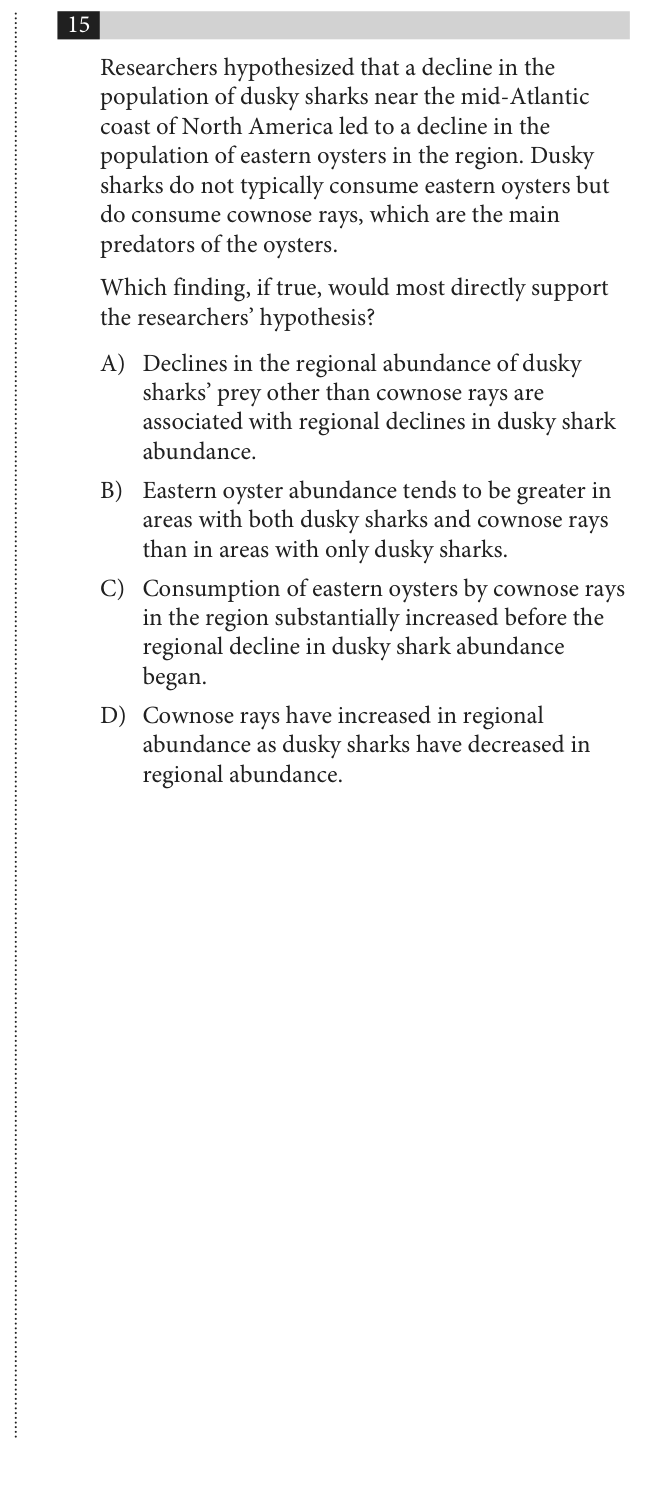 15
Researchers hypothesized that a decline in the
population of dusky sharks near the mid-Atlantic
coast of North America led to a decline in the
population of eastern oysters in the region. Dusky
sharks do not typically consume eastern oysters but
do consume cownose rays, which are the main
predators of the oysters.
Which finding, if true, would most directly support
the researchers’ hypothesis?
A) Declines in the regional abundance of dusky
sharks’ prey other than cownose rays are
associated with regional declines in dusky shark
abundance.
B) Eastern oyster abundance tends to be greater in
areas with both dusky sharks and cownose rays
than in areas with only dusky sharks.
C) Consumption of eastern oysters by cownose rays
in the region substantially increased before the
regional decline in dusky shark abundance
began.
D) Cownose rays have increased in regional
abundance as dusky sharks have decreased in
regional abundance.